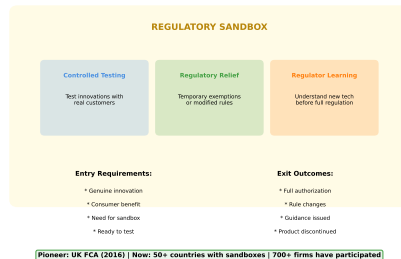 REGULATORY SANDBOX
Controlled Testing
Test innovations with
real customers
Regulatory Relief
Temporary exemptions
or modified rules
Regulator Learning
Understand new tech
before full regulation
Entry Requirements:
* Genuine innovation
* Consumer benefit
* Need for sandbox
* Ready to test
Exit Outcomes:
* Full authorization
* Rule changes
* Guidance issued
* Product discontinued
Pioneer: UK FCA (2016) | Now: 50+ countries with sandboxes | 700+ firms have participated